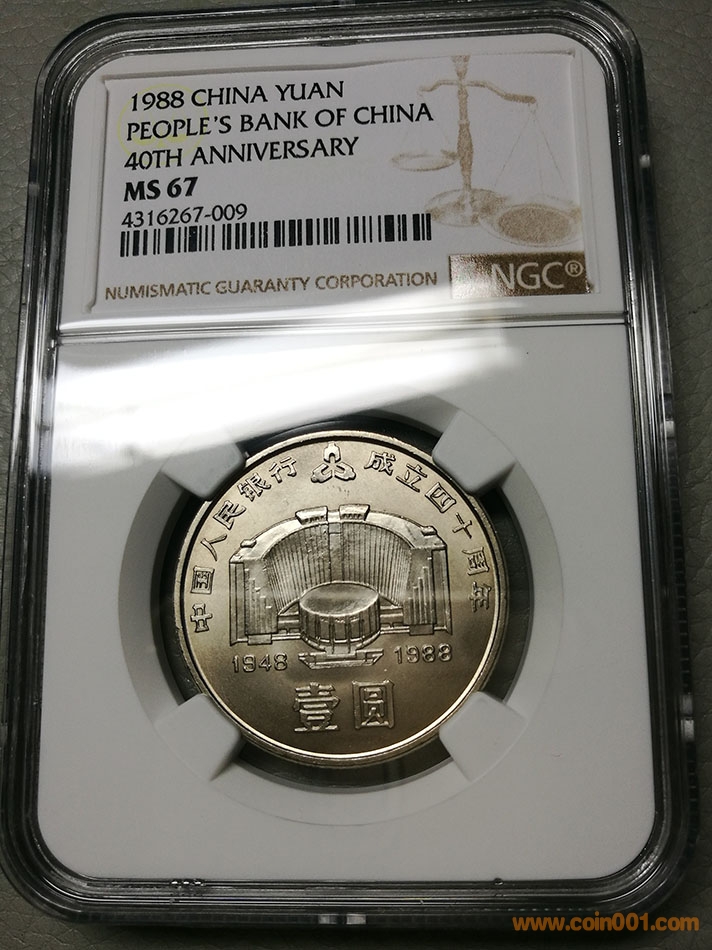 1988 CHINA YUAN
PEOPLE'S BANK OF CHINA
40TH ANNIVERSARY
MS 67
4316267-009
NUMISMATIC GUARANTY CORPORATION
NGC®
中国人民银行 成立四十周年
1948 1988
壹圆
www.coin001.com